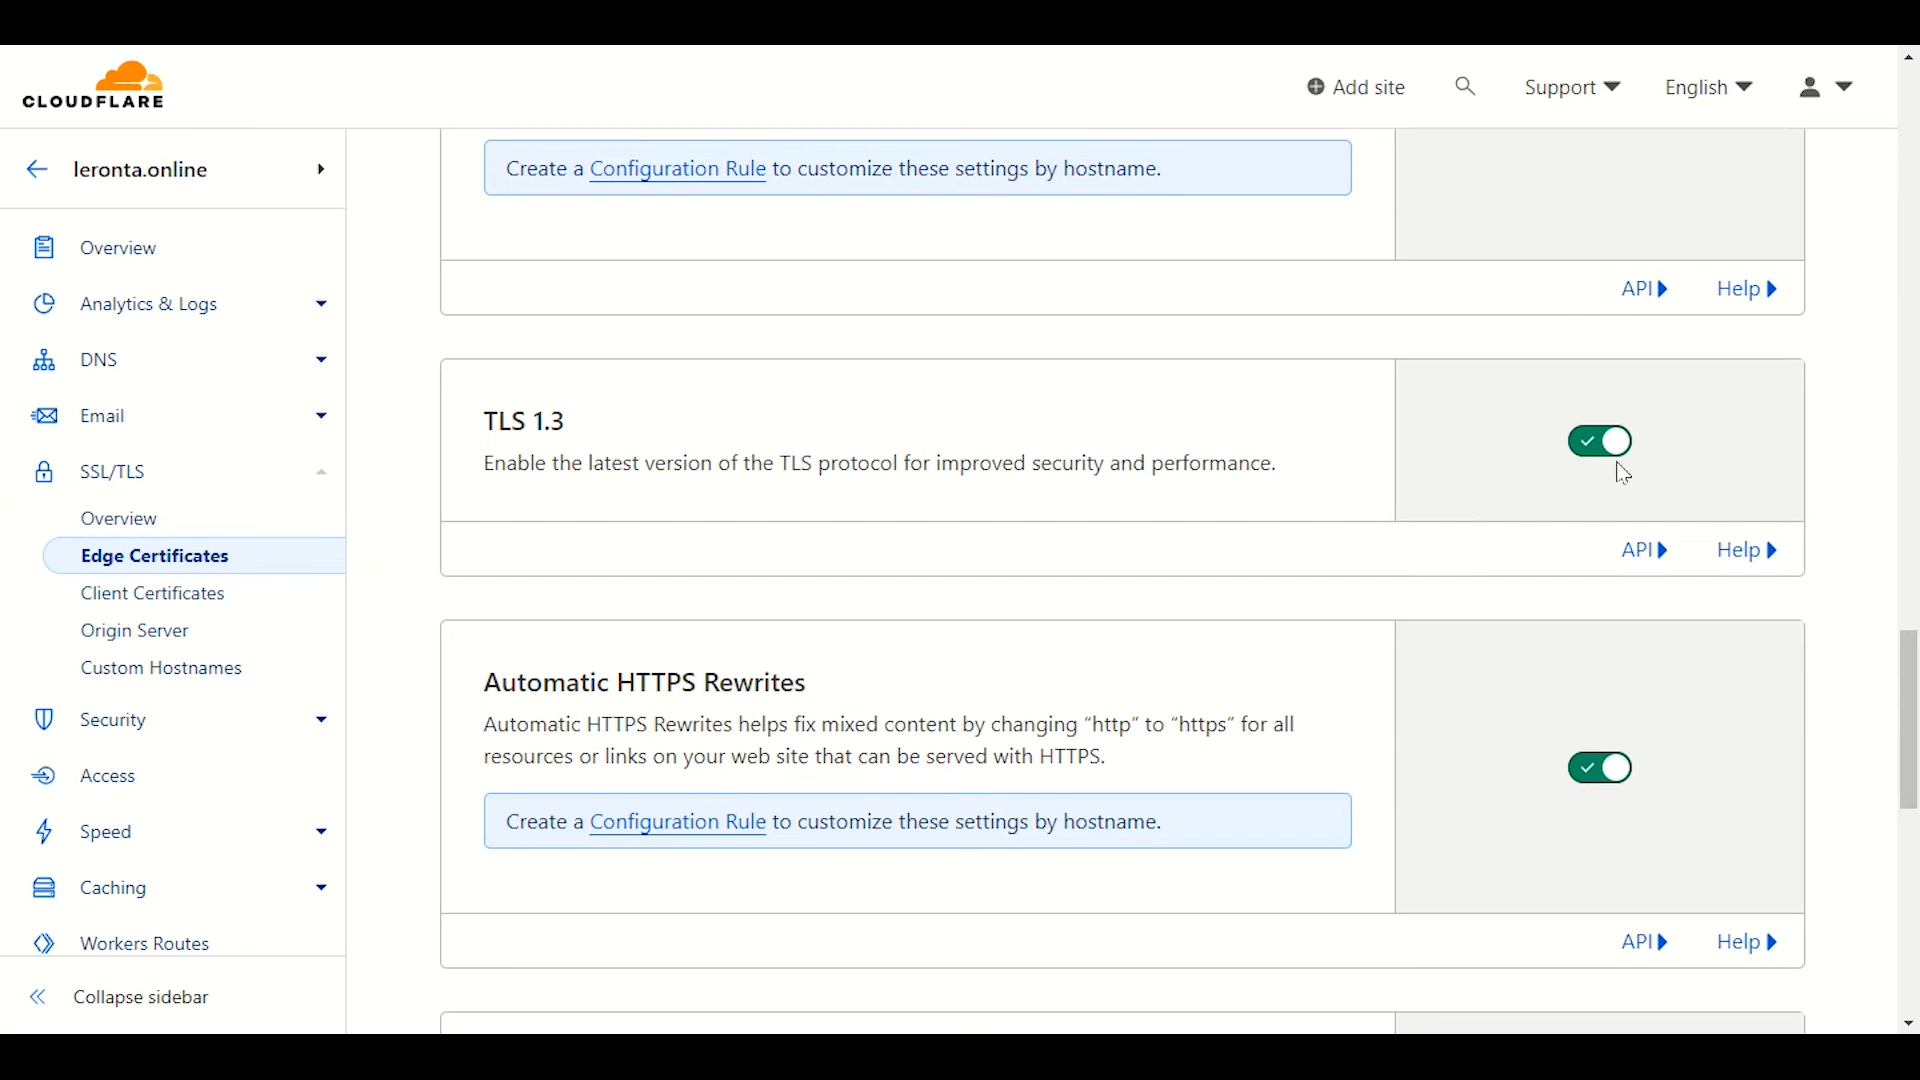 CLOUDFLARE
Add site
Support
English
leronta.online
Overview
Analytics & Logs
DNS
Email
SSL/TLS
Overview
Edge Certificates
Client Certificates
Origin Server
Custom Hostnames
Security
Access
Speed
Caching
Workers Routes
Collapse sidebar
Create a Configuration Rule to customize these settings by hostname.
API Help
TLS 1.3
Enable the latest version of the TLS protocol for improved security and performance.
API Help
Automatic HTTPS Rewrites
Automatic HTTPS Rewrites helps fix mixed content by changing “http” to “https” for all
resources or links on your web site that can be served with HTTPS.
Create a Configuration Rule to customize these settings by hostname.
API Help